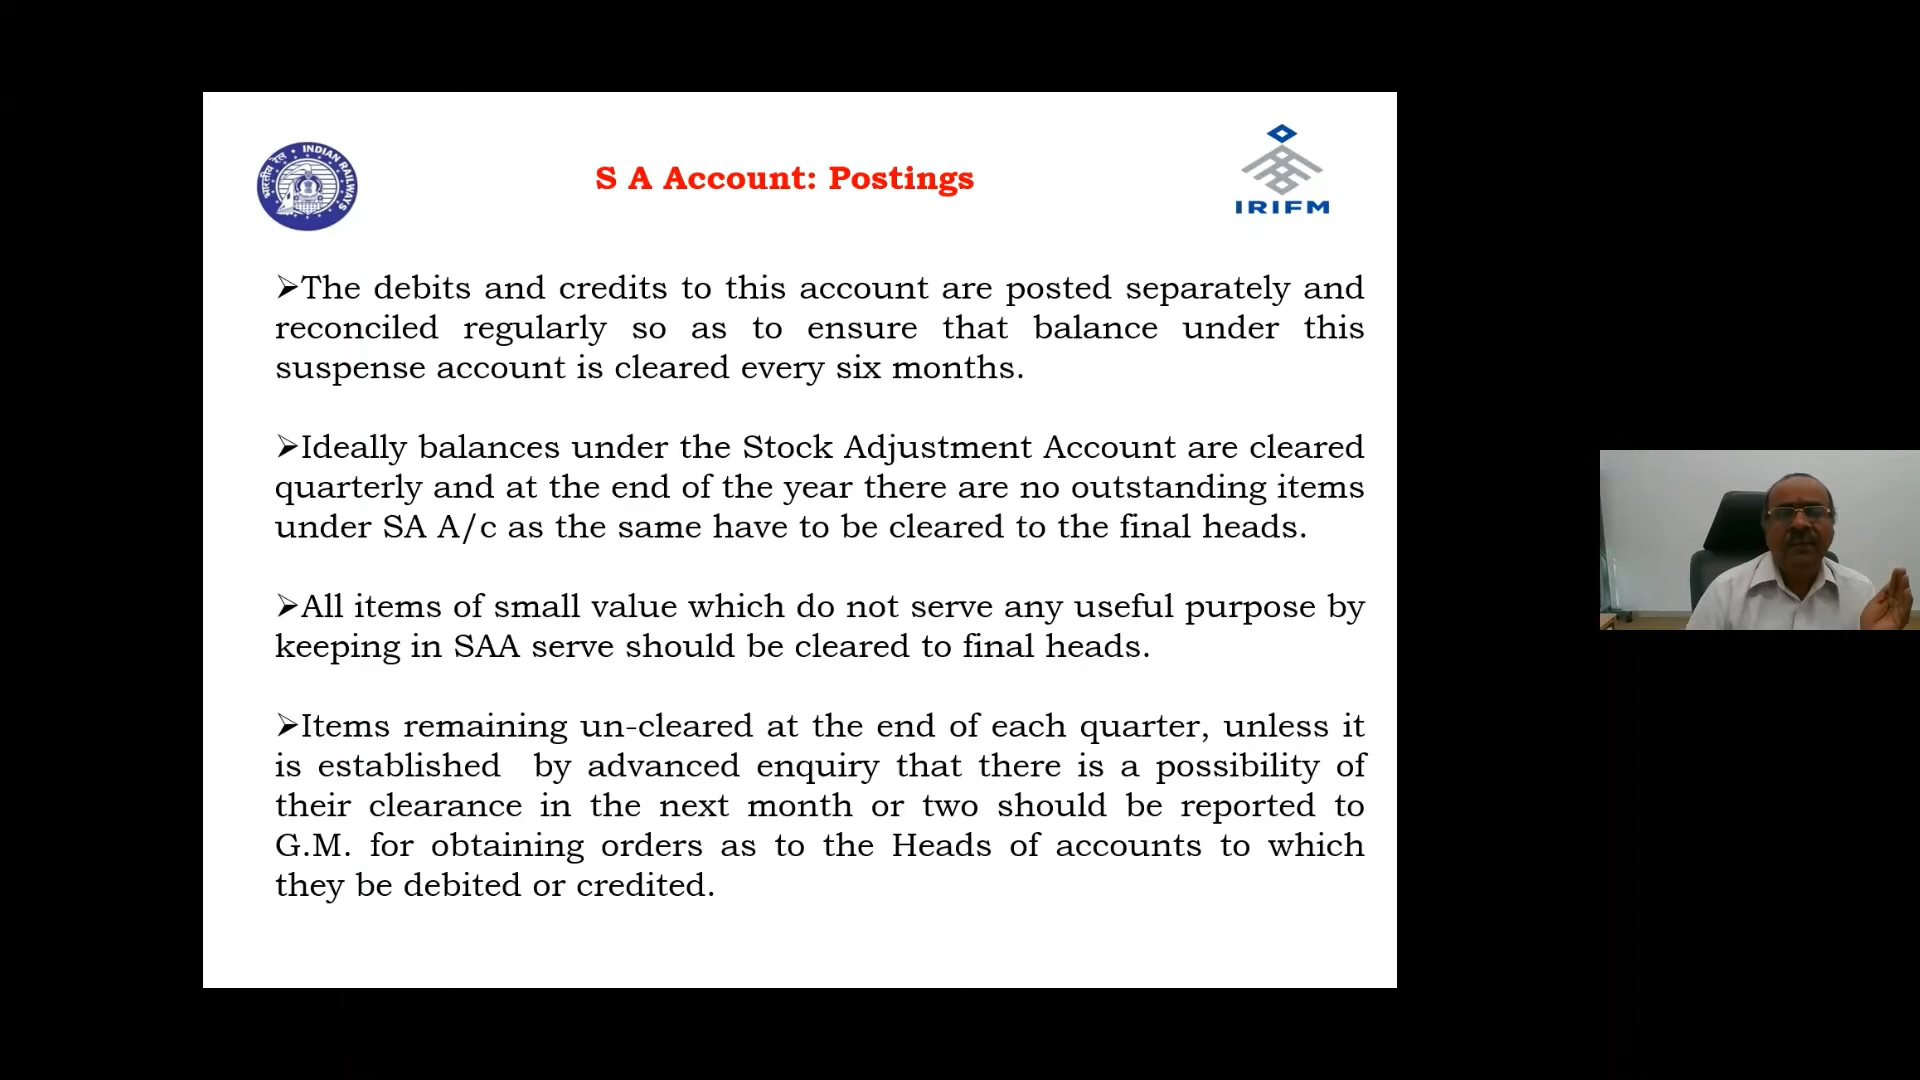 भारतीय रेल • INDIAN RAILWAYS
S A Account: Postings
IRIFM
➢The debits and credits to this account are posted separately and
reconciled regularly so as to ensure that balance under this
suspense account is cleared every six months.
➢Ideally balances under the Stock Adjustment Account are cleared
quarterly and at the end of the year there are no outstanding items
under SA A/c as the same have to be cleared to the final heads.
➢All items of small value which do not serve any useful purpose by
keeping in SAA serve should be cleared to final heads.
➢Items remaining un-cleared at the end of each quarter, unless it
is established by advanced enquiry that there is a possibility of
their clearance in the next month or two should be reported to
G.M. for obtaining orders as to the Heads of accounts to which
they be debited or credited.